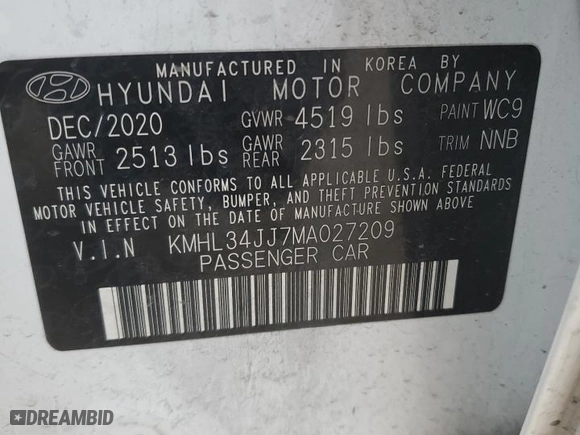 MANUFACTURED IN KOREA BY
HYUNDAI MOTOR COMPANY
DEC/2020 GVWR 4519 lbs PAINT WC9
GAWR FRONT 2513 lbs GAWR REAR 2315 lbs TRIM NNB
THIS VEHICLE CONFORMS TO ALL APPLICABLE U.S.A. FEDERAL
MOTOR VEHICLE SAFETY, BUMPER, AND THEFT PREVENTION STANDARDS
IN EFFECT ON THE DATE OF MANUFACTURE SHOWN ABOVE.
V.I.N KMHL34JJ7MA027209
PASSENGER CAR
DREAMBID